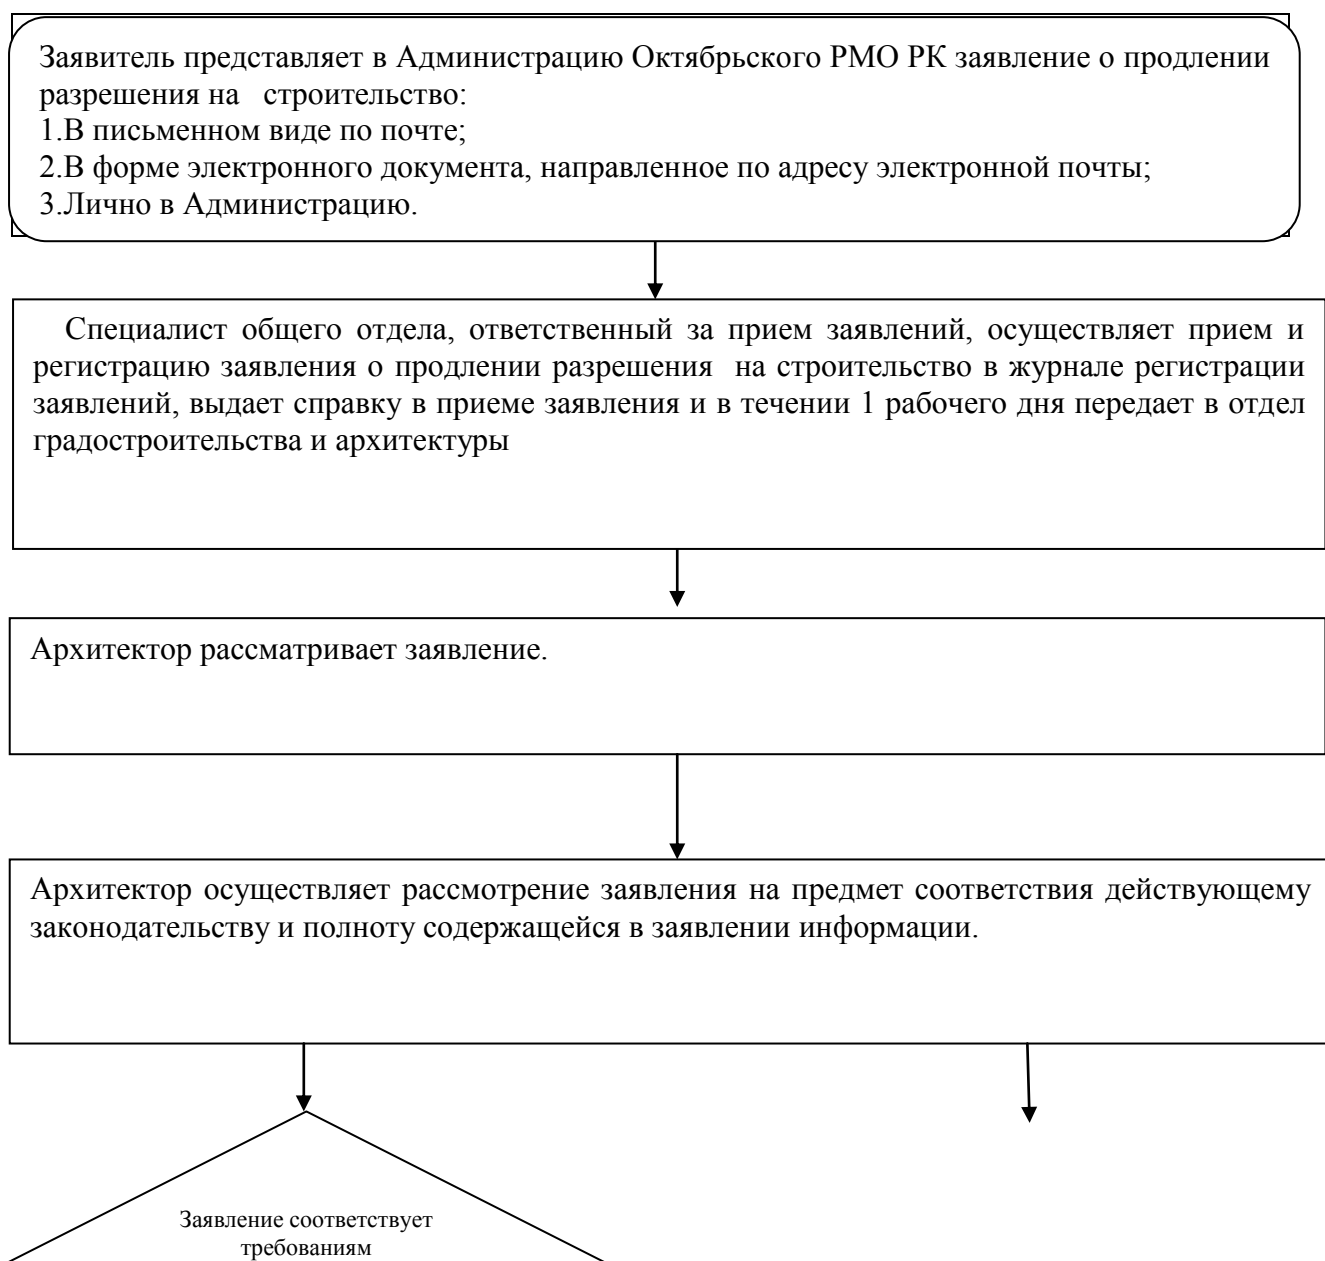 Заявитель представляет в Администрацию Октябрьского РМО РК заявление о продлении
разрешения на строительство:
1.В письменном виде по почте;
2.В форме электронного документа, направленное по адресу электронной почты;
3.Лично в Администрацию.
Специалист общего отдела, ответственный за прием заявлений, осуществляет прием и
регистрацию заявления о продлении разрешения на строительство в журнале регистрации
заявлений, выдает справку в приеме заявления и в течении 1 рабочего дня передает в отдел
градостроительства и архитектуры
Архитектор рассматривает заявление.
Архитектор осуществляет рассмотрение заявления на предмет соответствия действующему
законодательству и полноту содержащейся в заявлении информации.
Заявление соответствует
требованиям